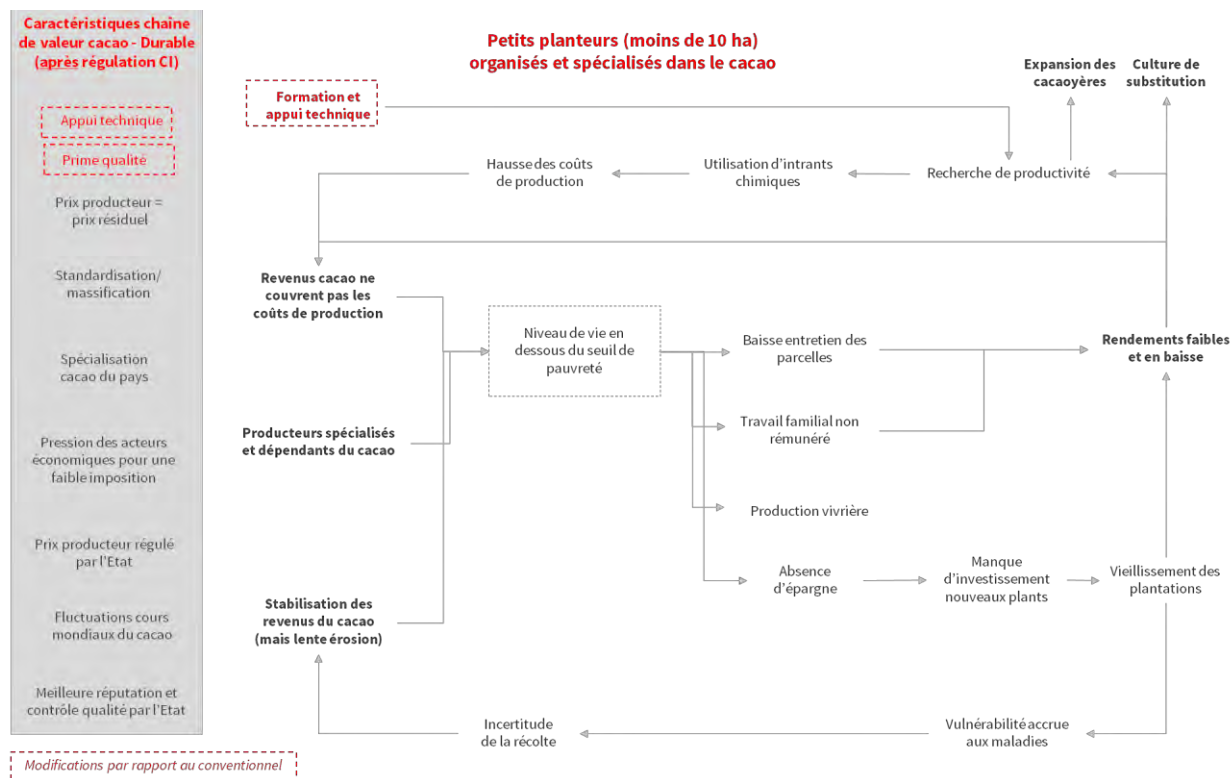 Caractéristiques chaîne
de valeur cacao - Durable
(après régulation CI)
Appui technique
Prime qualité
Prix producteur =
prix résiduel
Standardisation/
massification
Spécialisation
cacao du pays
Pression des acteurs
économiques pour une
faible imposition
Prix producteur régulé
par l'Etat
Fluctuations cours
mondiaux du cacao
Meilleure réputation et
contrôle qualité par l'Etat
Modifications par rapport au conventionnel
Petits planteurs (moins de 10 ha)
organisés et spécialisés dans le cacao
Formation et
appui technique
Expansion des
cacaoyères
Culture de
substitution
Hausse des coûts
de production
Utilisation d'intrants
chimiques
Recherche de productivité
Revenus cacao ne
couvrent pas les
coûts de production
Niveau de vie en
dessous du seuil de
pauvreté
Baisse entretien des
parcelles
Rendements faibles
et en baisse
Producteurs spécialisés
et dépendants du cacao
Travail familial non
rémunéré
Production vivrière
Absence
d'épargne
Manque
d'investissement
nouveaux plants
Vieillissement des
plantations
Stabilisation des
revenus du cacao
(mais lente érosion)
Incertitude
de la récolte
Vulnérabilité accrue
aux maladies